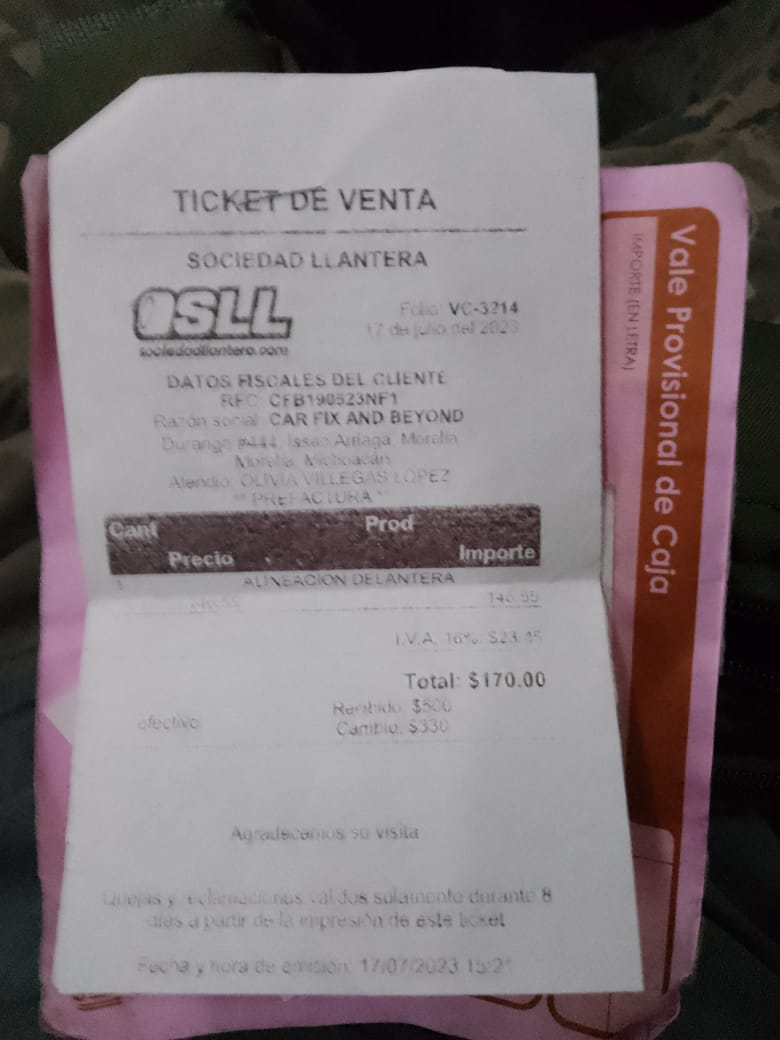 TICKET DE VENTA
SOCIEDAD LLANTERA
SLL
sociedadllantera.com
Folio: VC-3214
17 de julio del 2023
DATOS FISCALES DEL CLIENTE
RFC: CFB190523NF1
Razón social: CAR FIX AND BEYOND
Durango #444, Issac Arriaga, Morelia
Morelia, Michoacán
Atendio: OLIVIA VILLEGAS LOPEZ
** PREFACTURA **
Cant Prod
Precio Importe
1 ALINEACION DELANTERA
146.55 146.55
I.V.A. 16%: $23.45
Total: $170.00
efectivo Recibido: $500
Cambio: $330
Agradecemos su visita
Quejas y reclamaciones válidos solamente durante 8
días a partir de la impresión de este ticket
Fecha y hora de emisión: 17/07/2023 15:21
Vale Provisional de Caja
IMPORTE (EN LETRA)